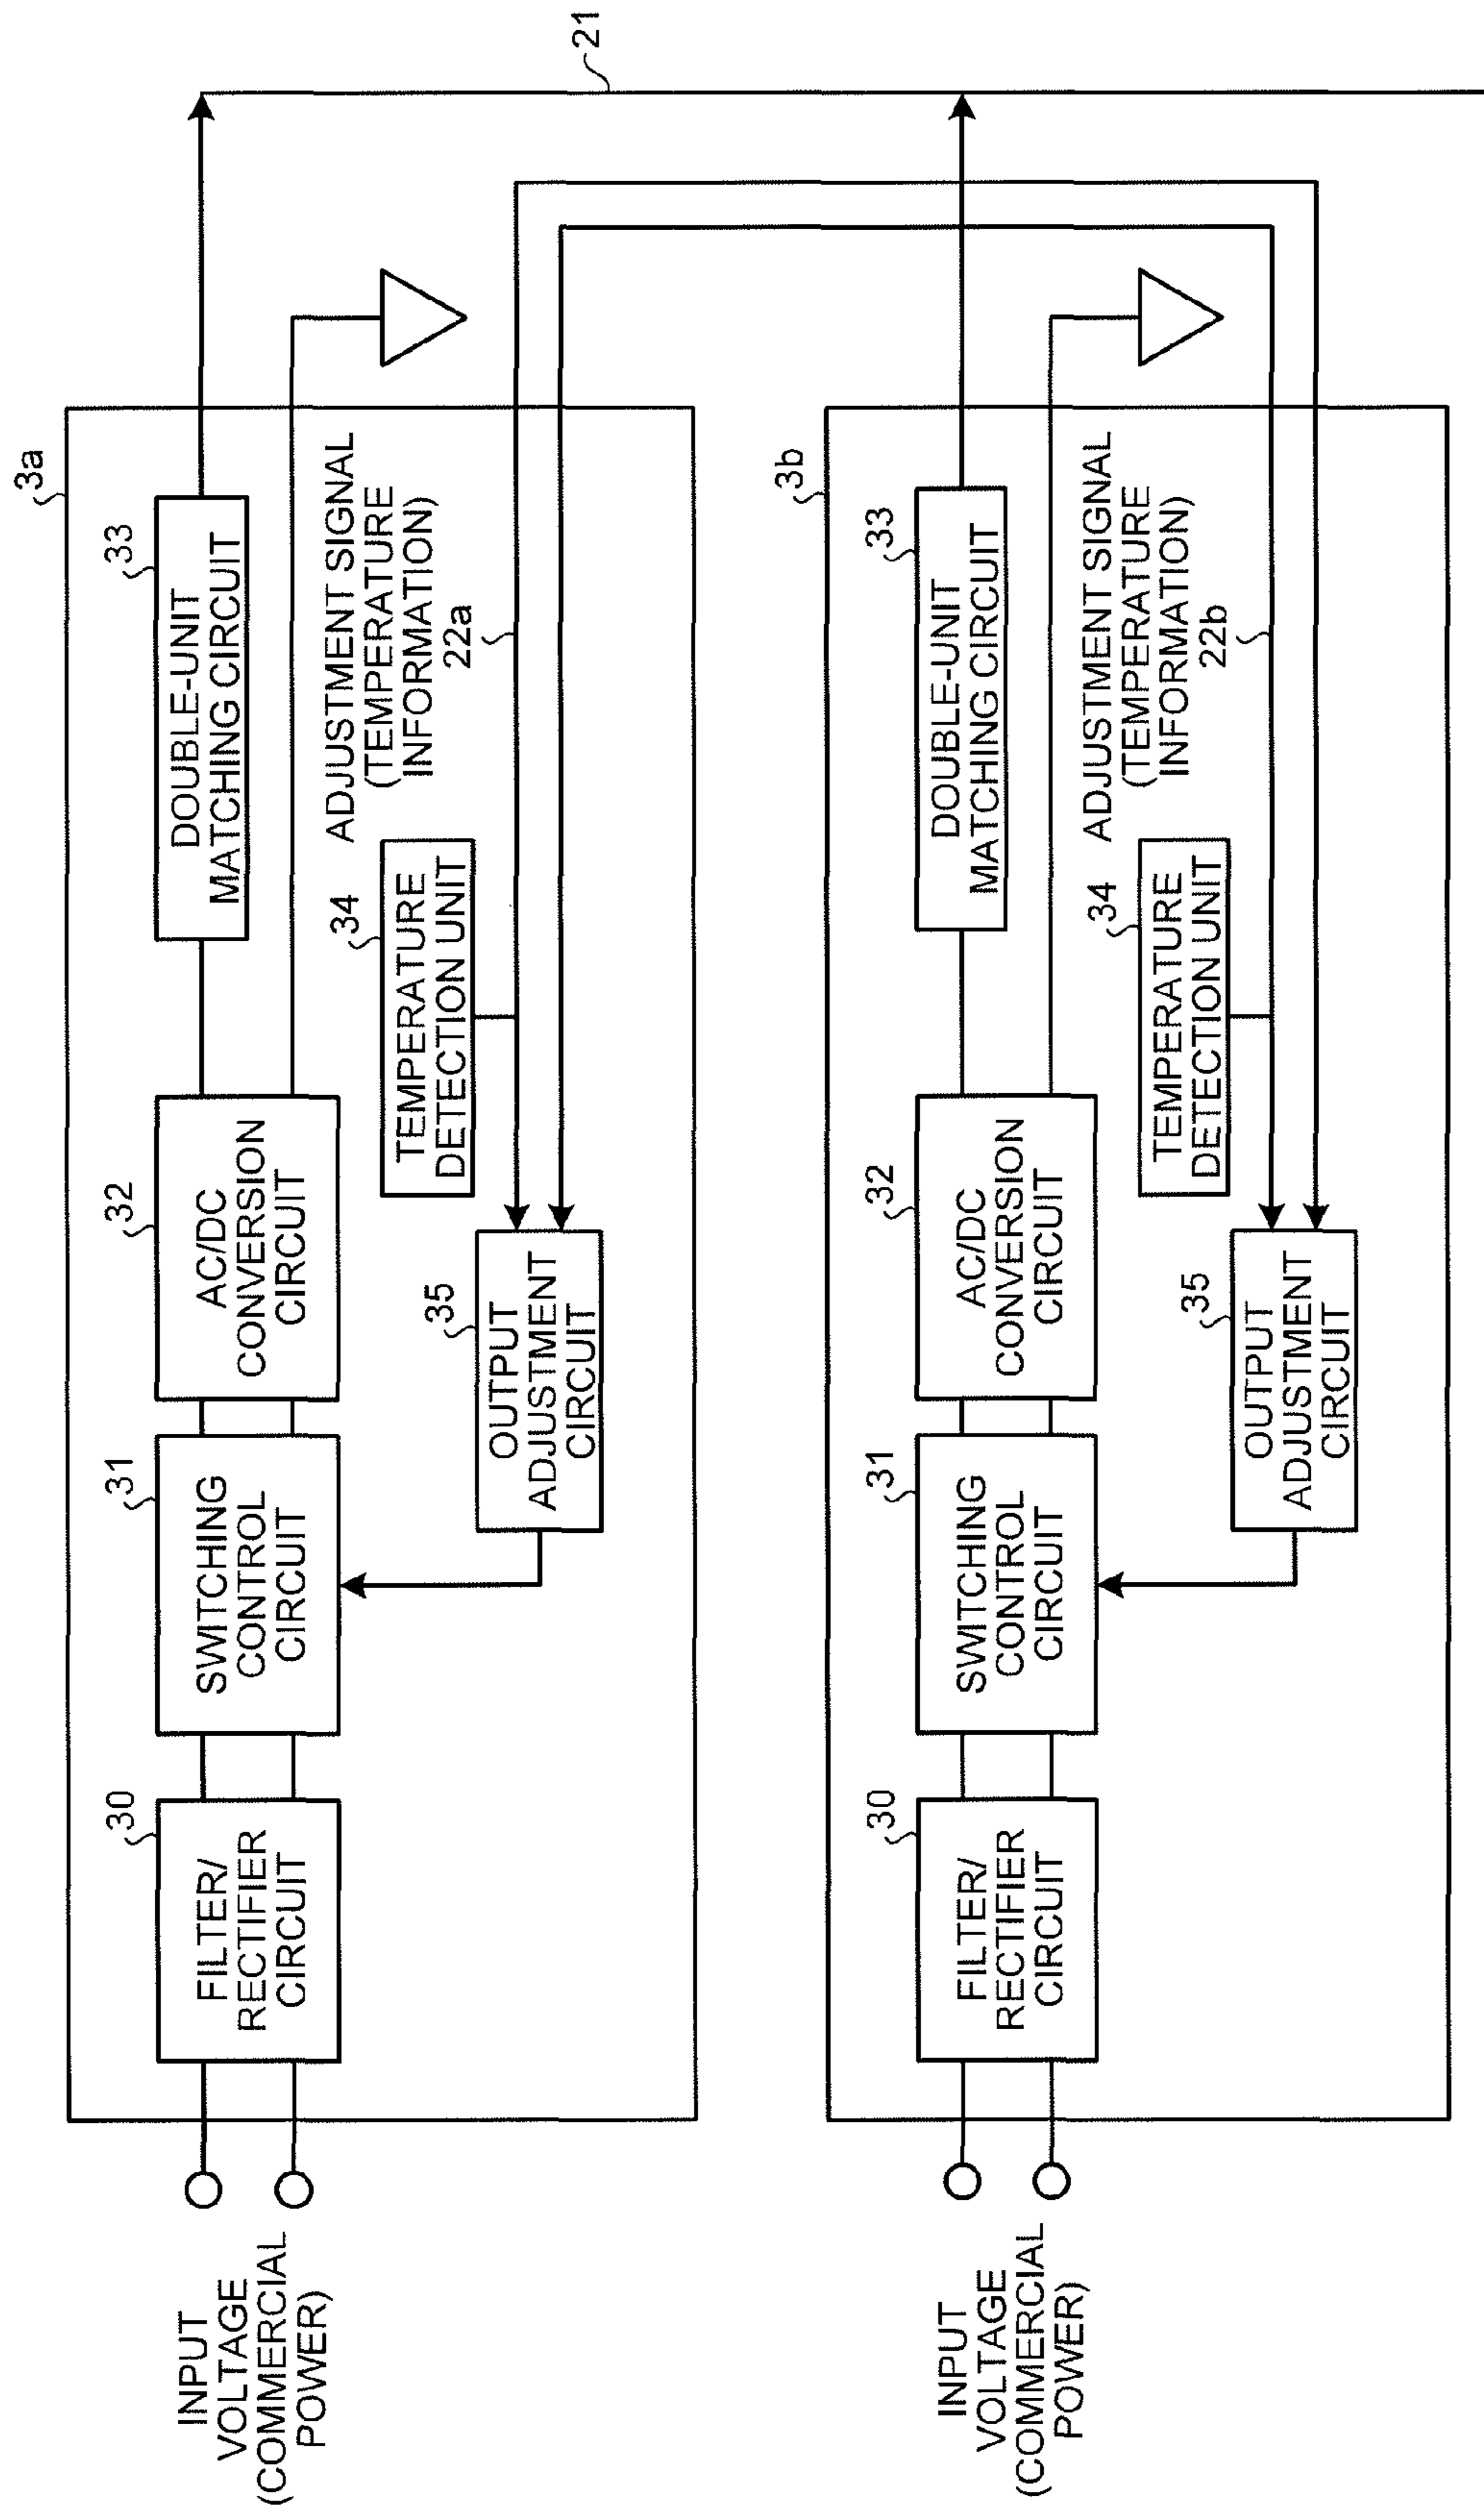 3a
INPUT
VOLTAGE
(COMMERCIAL
POWER)
30
FILTER/
RECTIFIER
CIRCUIT
31
SWITCHING
CONTROL
CIRCUIT
32
AC/DC
CONVERSION
CIRCUIT
33
DOUBLE-UNIT
MATCHING CIRCUIT
21
35
OUTPUT
ADJUSTMENT
CIRCUIT
34
TEMPERATURE
DETECTION UNIT
ADJUSTMENT SIGNAL
(TEMPERATURE
INFORMATION)
22a
3b
INPUT
VOLTAGE
(COMMERCIAL
POWER)
30
FILTER/
RECTIFIER
CIRCUIT
31
SWITCHING
CONTROL
CIRCUIT
32
AC/DC
CONVERSION
CIRCUIT
33
DOUBLE-UNIT
MATCHING CIRCUIT
35
OUTPUT
ADJUSTMENT
CIRCUIT
34
TEMPERATURE
DETECTION UNIT
ADJUSTMENT SIGNAL
(TEMPERATURE
INFORMATION)
22b